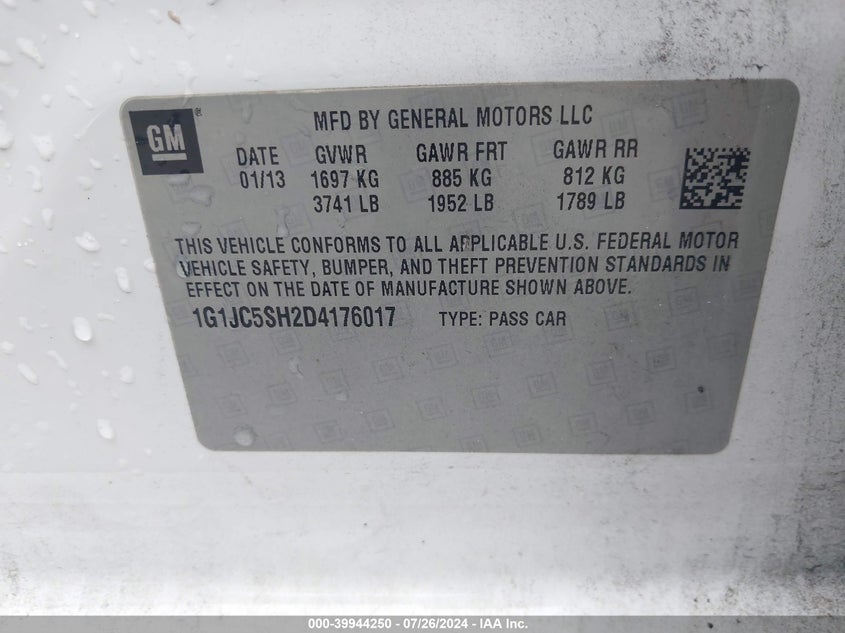 GM
MFD BY GENERAL MOTORS LLC
DATE GVWR GAWR FRT GAWR RR
01/13 1697 KG 885 KG 812 KG
3741 LB 1952 LB 1789 LB
THIS VEHICLE CONFORMS TO ALL APPLICABLE U.S. FEDERAL MOTOR
VEHICLE SAFETY, BUMPER, AND THEFT PREVENTION STANDARDS IN
EFFECT ON THE DATE OF MANUFACTURE SHOWN ABOVE.
1G1JC5SH2D4176017 TYPE: PASS CAR
000-39944250 - 07/26/2024 - IAA Inc.